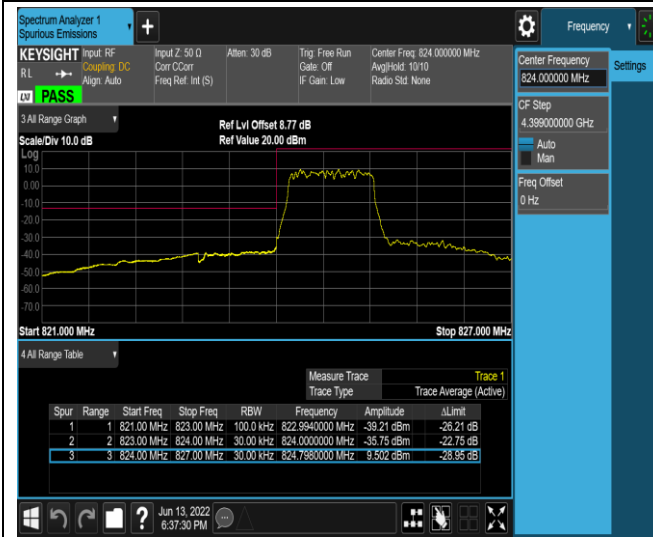 Spectrum Analyzer 1
Spurious Emissions
Frequency
KEYSIGHT Input: RF Input Z: 50 Ω Atten: 30 dB Trig: Free Run Center Freq: 824.000000 MHz
RL Coupling: DC Corr CCorr Gate: Off Avg|Hold: 10/10
Align: Auto Freq Ref: Int (S) IF Gain: Low Radio Std: None
LXI PASS
Center Frequency
824.000000 MHz
Settings
CF Step
4.399000000 GHz
Auto
Man
Freq Offset
0 Hz
3 All Range Graph
Ref Lvl Offset 8.77 dB
Scale/Div 10.0 dB Ref Value 20.00 dBm
Log
10.0
0.00
-10.0
-20.0
-30.0
-40.0
-50.0
-60.0
-70.0
Start 821.000 MHz Stop 827.000 MHz
4 All Range Table
Measure Trace Trace 1
Trace Type Trace Average (Active)
Spur Range Start Freq Stop Freq RBW Frequency Amplitude ΔLimit
1 1 821.00 MHz 823.00 MHz 100.0 kHz 822.9940000 MHz -39.21 dBm -26.21 dB
2 2 823.00 MHz 824.00 MHz 30.00 kHz 824.0000000 MHz -35.75 dBm -22.75 dB
3 3 824.00 MHz 827.00 MHz 30.00 kHz 824.7980000 MHz 9.502 dBm -28.95 dB
Jun 13, 2022
6:37:30 PM